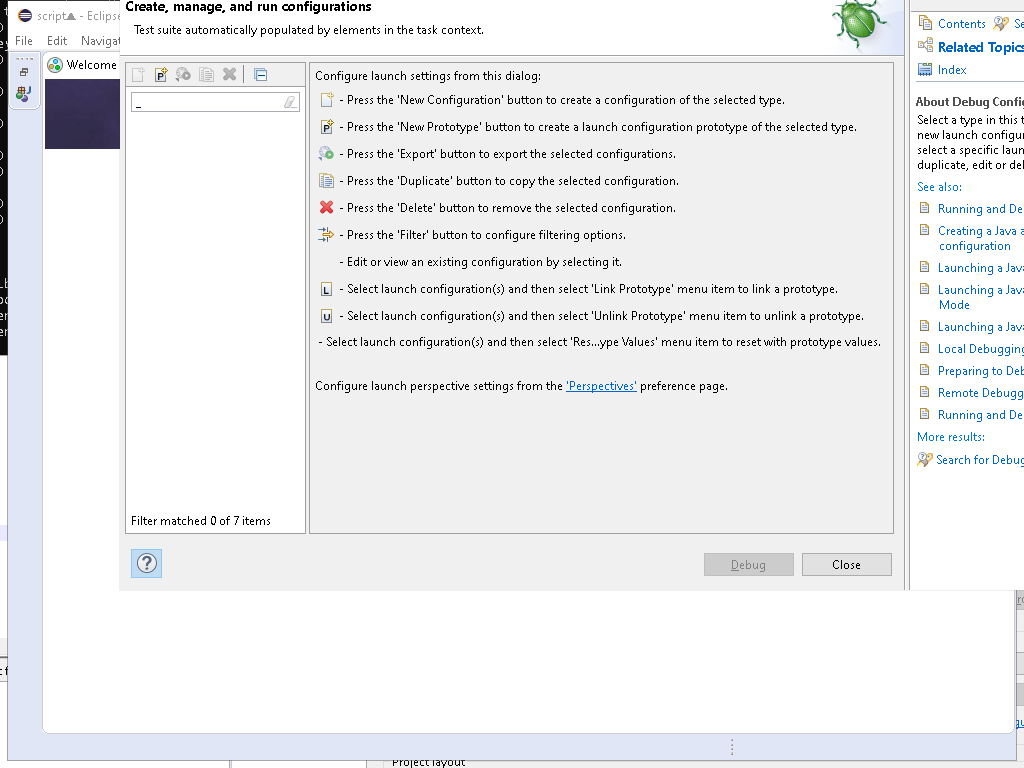 script▲ - Eclipse
File Edit Navigat
Welcome
Create, manage, and run configurations
Test suite automatically populated by elements in the task context.
_
Filter matched 0 of 7 items
Configure launch settings from this dialog:
- Press the 'New Configuration' button to create a configuration of the selected type.
- Press the 'New Prototype' button to create a launch configuration prototype of the selected type.
- Press the 'Export' button to export the selected configurations.
- Press the 'Duplicate' button to copy the selected configuration.
- Press the 'Delete' button to remove the selected configuration.
- Press the 'Filter' button to configure filtering options.
- Edit or view an existing configuration by selecting it.
L - Select launch configuration(s) and then select 'Link Prototype' menu item to link a prototype.
U - Select launch configuration(s) and then select 'Unlink Prototype' menu item to unlink a prototype.
- Select launch configuration(s) and then select 'Res...ype Values' menu item to reset with prototype values.
Configure launch perspective settings from the 'Perspectives' preference page.
Debug Close
Contents Se
Related Topics
Index
About Debug Config
Select a type in this t
new launch configur
select a specific laun
duplicate, edit or del
See also:
Running and De
Creating a Java a
configuration
Launching a Java
Launching a Java
Mode
Launching a Java
Local Debugging
Preparing to Deb
Remote Debugg
Running and De
More results:
Search for Debug
Project layout